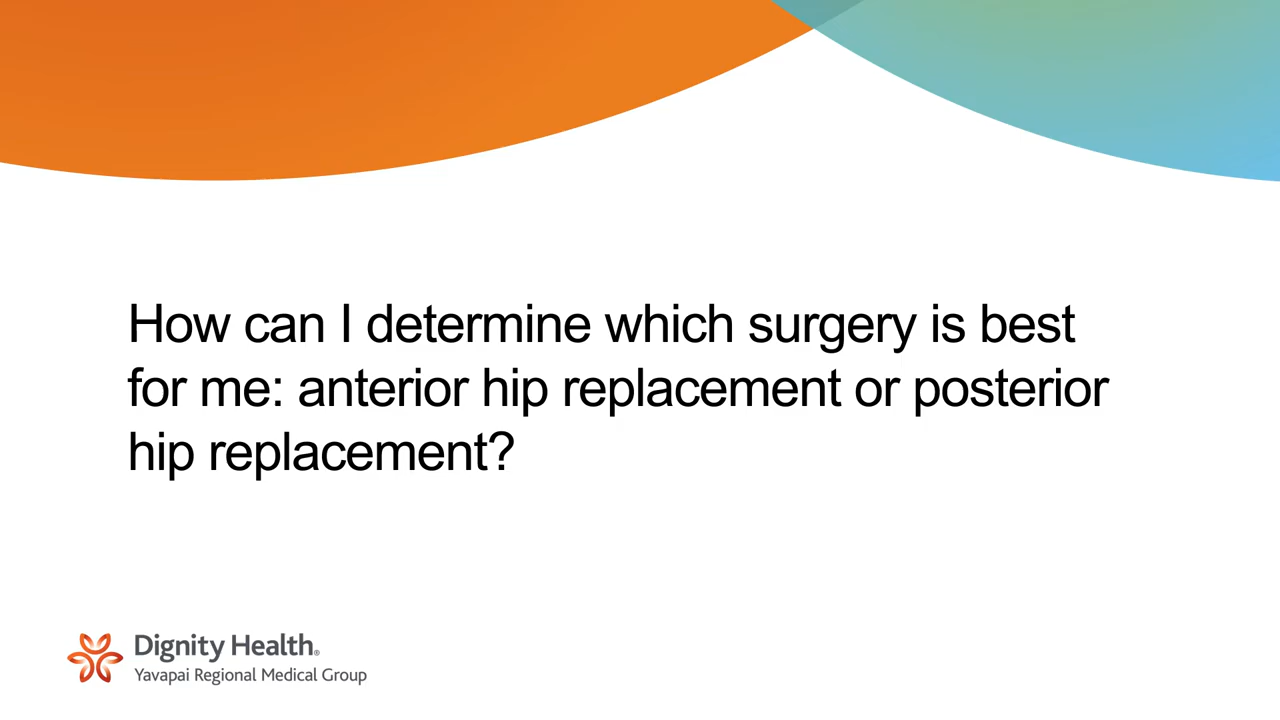 How can I determine which surgery is best
for me: anterior hip replacement or posterior
hip replacement?
Dignity Health®
Yavapai Regional Medical Group